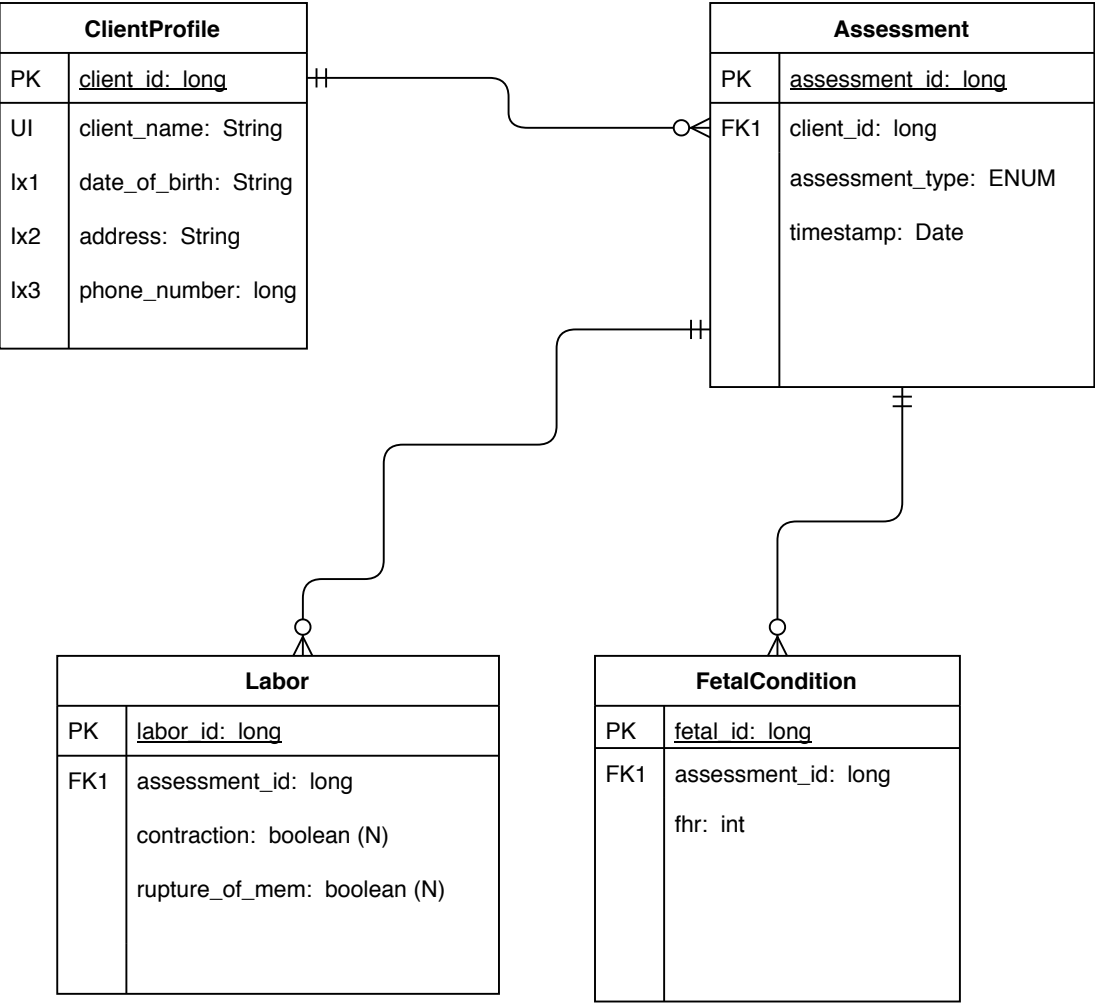 ClientProfile
PK client_id: long
UI client_name: String
Ix1 date_of_birth: String
Ix2 address: String
Ix3 phone_number: long
Assessment
PK assessment_id: long
FK1 client_id: long
assessment_type: ENUM
timestamp: Date
Labor
PK labor_id: long
FK1 assessment_id: long
contraction: boolean (N)
rupture_of_mem: boolean (N)
FetalCondition
PK fetal_id: long
FK1 assessment_id: long
fhr: int